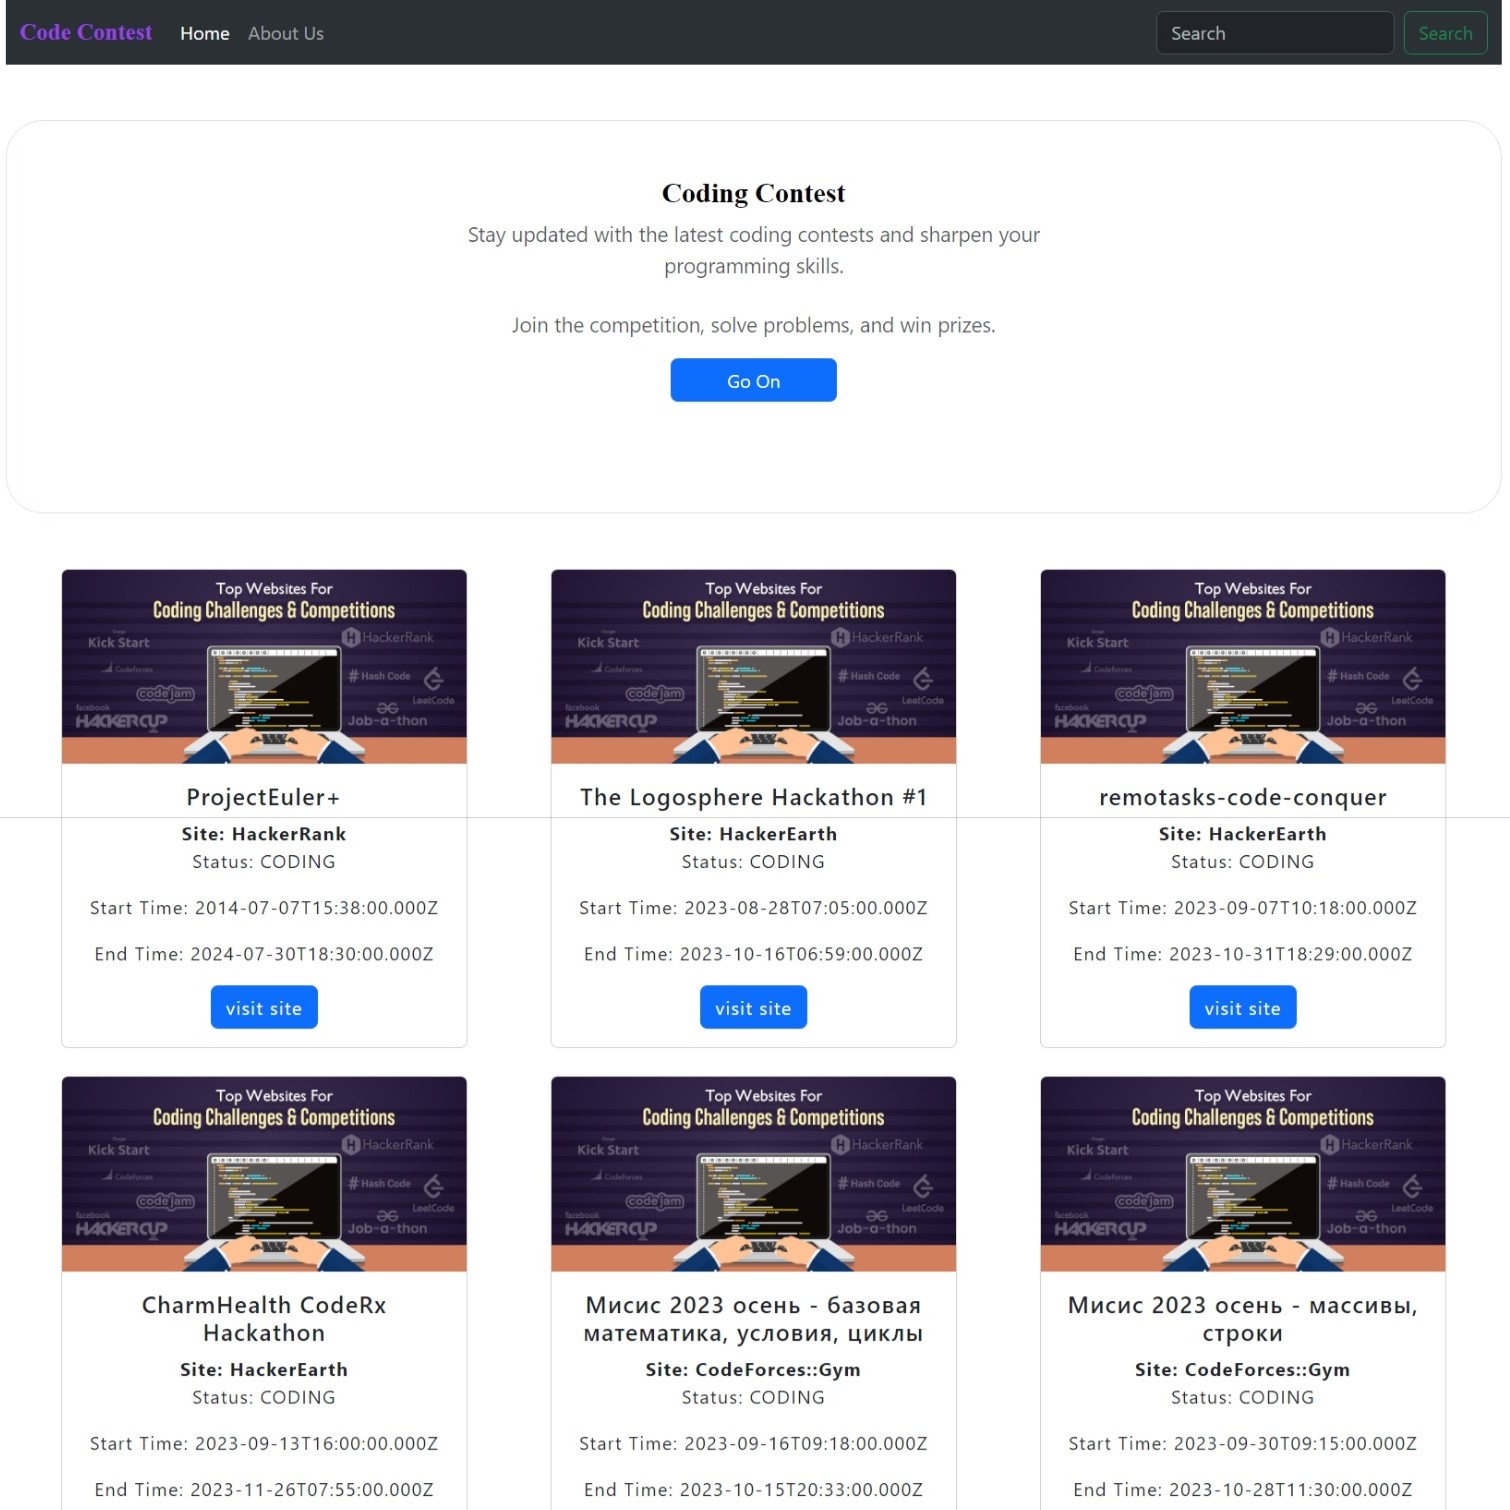 Code Contest Home About Us Search Search
Coding Contest
Stay updated with the latest coding contests and sharpen your
programming skills.
Join the competition, solve problems, and win prizes.
Go On
Top Websites For
Coding Challenges & Competitions
Google
Kick Start
HackerRank
Codeforces
# Hash Code
code jam
LeetCode
facebook
HACKERCUP
Job-a-thon
ProjectEuler+
Site: HackerRank
Status: CODING
Start Time: 2014-07-07T15:38:00.000Z
End Time: 2024-07-30T18:30:00.000Z
visit site
Top Websites For
Coding Challenges & Competitions
Google
Kick Start
HackerRank
Codeforces
# Hash Code
code jam
LeetCode
facebook
HACKERCUP
Job-a-thon
The Logosphere Hackathon #1
Site: HackerEarth
Status: CODING
Start Time: 2023-08-28T07:05:00.000Z
End Time: 2023-10-16T06:59:00.000Z
visit site
Top Websites For
Coding Challenges & Competitions
Google
Kick Start
HackerRank
Codeforces
# Hash Code
code jam
LeetCode
facebook
HACKERCUP
Job-a-thon
remotasks-code-conquer
Site: HackerEarth
Status: CODING
Start Time: 2023-09-07T10:18:00.000Z
End Time: 2023-10-31T18:29:00.000Z
visit site
Top Websites For
Coding Challenges & Competitions
Google
Kick Start
HackerRank
Codeforces
# Hash Code
code jam
LeetCode
facebook
HACKERCUP
Job-a-thon
CharmHealth CodeRx
Hackathon
Site: HackerEarth
Status: CODING
Start Time: 2023-09-13T16:00:00.000Z
End Time: 2023-11-26T07:55:00.000Z
Top Websites For
Coding Challenges & Competitions
Google
Kick Start
HackerRank
Codeforces
# Hash Code
code jam
LeetCode
facebook
HACKERCUP
Job-a-thon
Мисис 2023 осень - базовая
математика, условия, циклы
Site: CodeForces::Gym
Status: CODING
Start Time: 2023-09-16T09:18:00.000Z
End Time: 2023-10-15T20:33:00.000Z
Top Websites For
Coding Challenges & Competitions
Google
Kick Start
HackerRank
Codeforces
# Hash Code
code jam
LeetCode
facebook
HACKERCUP
Job-a-thon
Мисис 2023 осень - массивы,
строки
Site: CodeForces::Gym
Status: CODING
Start Time: 2023-09-30T09:15:00.000Z
End Time: 2023-10-28T11:30:00.000Z